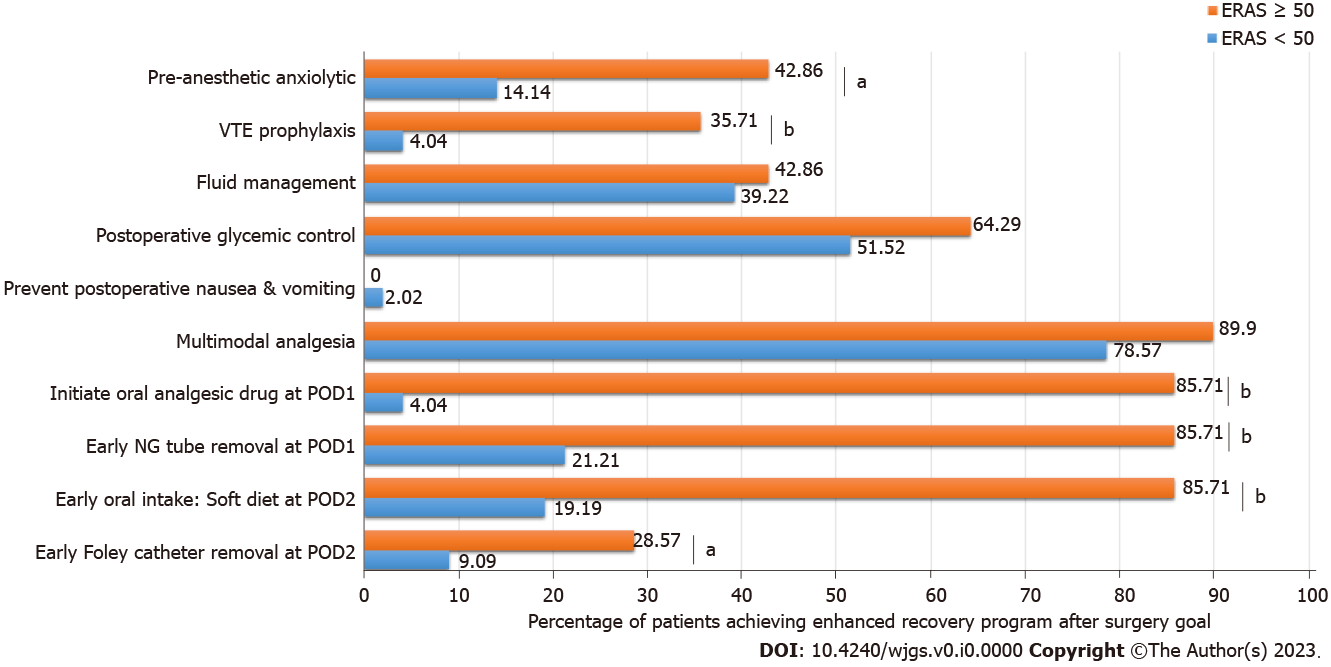 ERAS ≥ 50
ERAS < 50
Pre-anesthetic anxiolytic
42.86
14.14
a
VTE prophylaxis
35.71
4.04
b
Fluid management
42.86
39.22
Postoperative glycemic control
64.29
51.52
Prevent postoperative nausea & vomiting
0
2.02
Multimodal analgesia
89.9
78.57
Initiate oral analgesic drug at POD1
85.71
4.04
b
Early NG tube removal at POD1
85.71
21.21
b
Early oral intake: Soft diet at POD2
85.71
19.19
b
Early Foley catheter removal at POD2
28.57
9.09
a
0 10 20 30 40 50 60 70 80 90 100
Percentage of patients achieving enhanced recovery program after surgery goal
DOI: 10.4240/wjgs.v0.i0.0000 Copyright ©The Author(s) 2023.